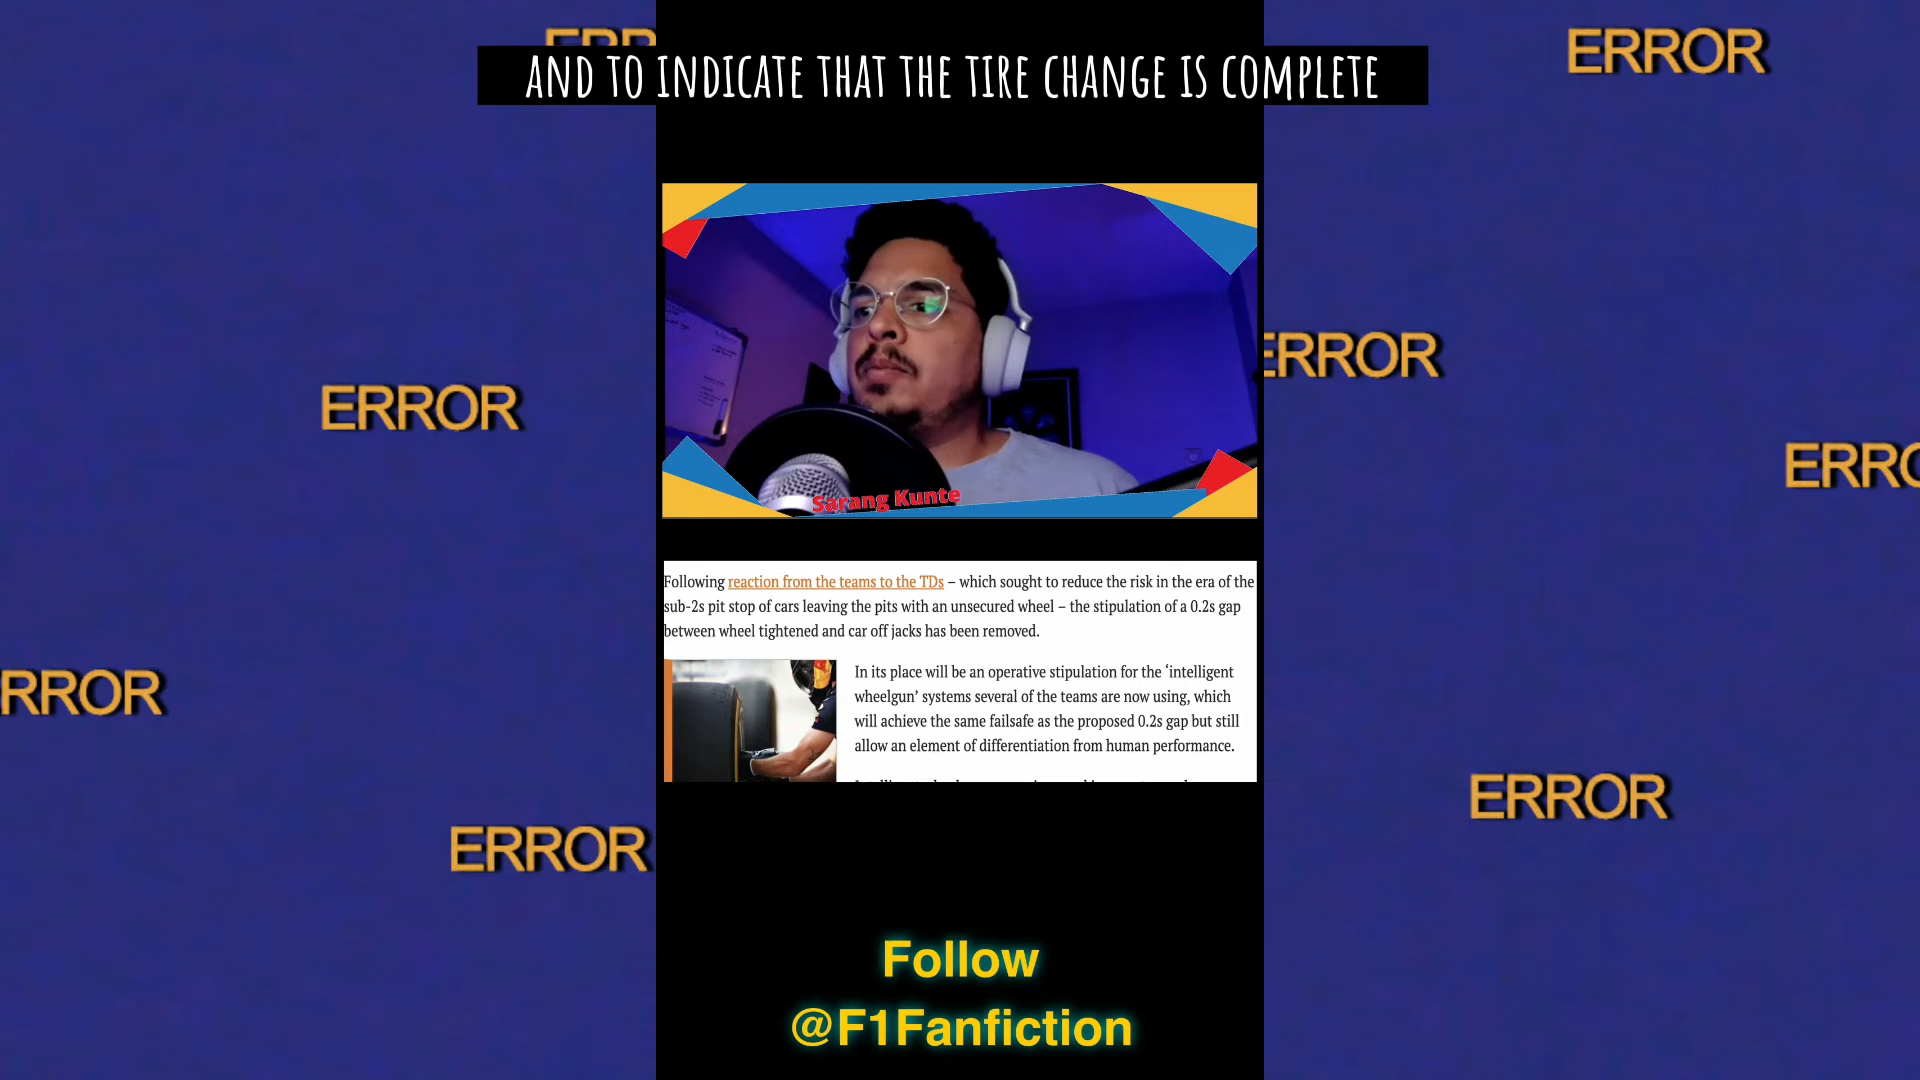 ERROR
AND TO INDICATE THAT THE TIRE CHANGE IS COMPLETE
ERROR
ERROR
ERRO
ERROR
Sarang Kunte
Following reaction from the teams to the TDs – which sought to reduce the risk in the era of the
sub-2s pit stop of cars leaving the pits with an unsecured wheel – the stipulation of a 0.2s gap
between wheel tightened and car off jacks has been removed.
In its place will be an operative stipulation for the ‘intelligent
wheelgun’ systems several of the teams are now using, which
will achieve the same failsafe as the proposed 0.2s gap but still
allow an element of differentiation from human performance.
RROR
ERROR
ERROR
Follow
@F1Fanfiction